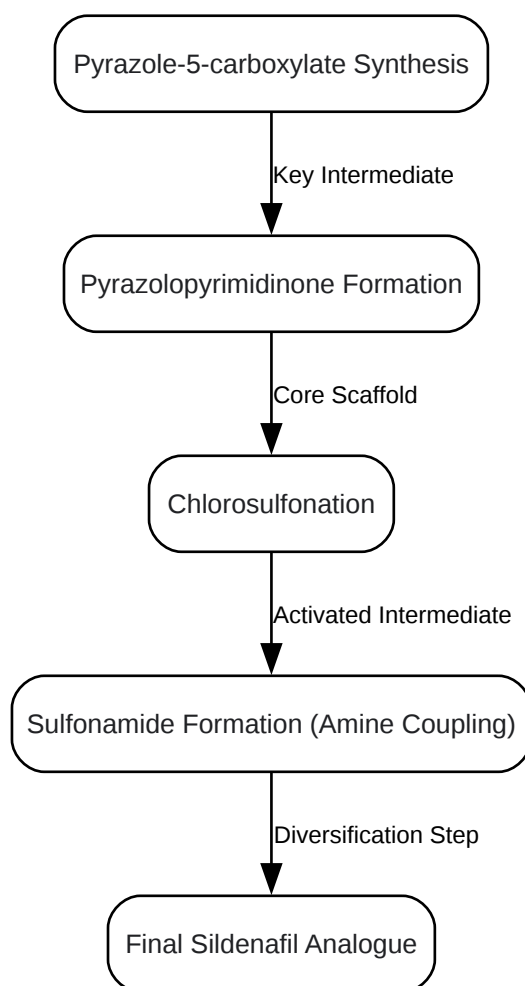 Pyrazole-5-carboxylate Synthesis
Key Intermediate
Pyrazolopyrimidinone Formation
Core Scaffold
Chlorosulfonation
Activated Intermediate
Sulfonamide Formation (Amine Coupling)
Diversification Step
Final Sildenafil Analogue